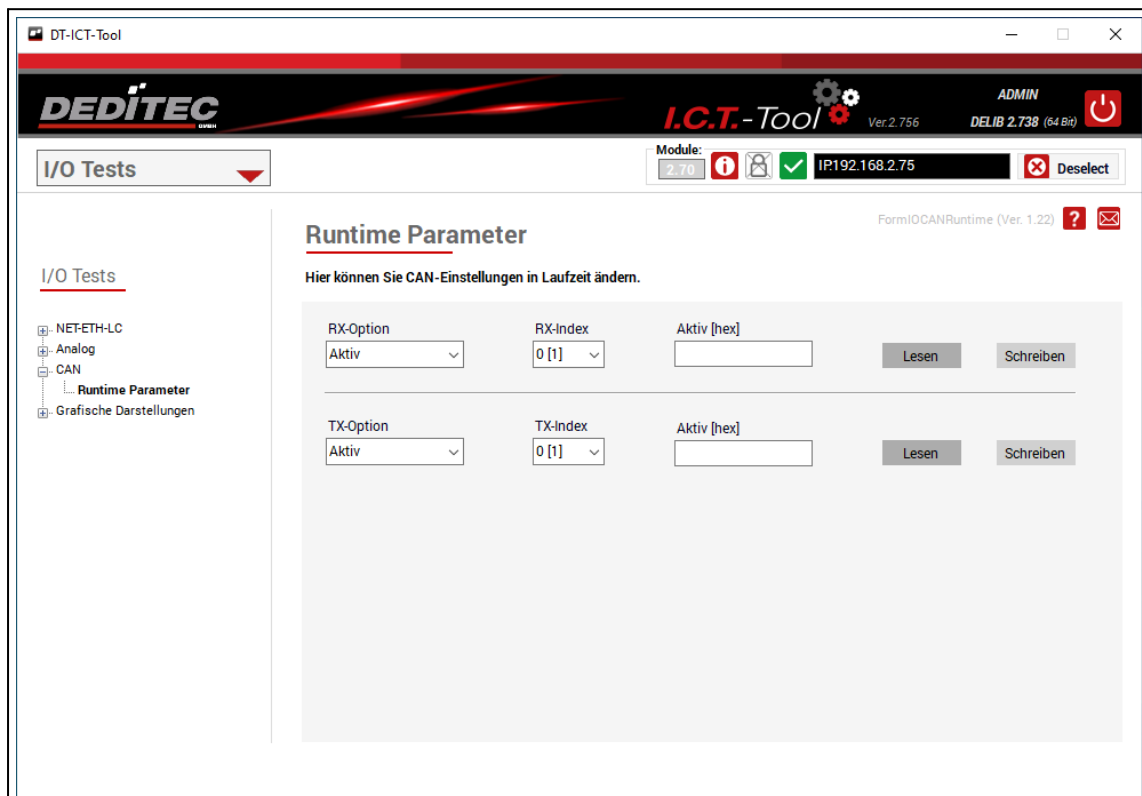 DT-ICT-Tool
DEDITEC
GMBH
I.C.T.-Tool
Ver.2.756
ADMIN
DELIB 2.738 (64 Bit)
I/O Tests
Module:
2.70
IP.192.168.2.75
Deselect
Runtime Parameter
FormIOCANRuntime (Ver. 1.22)
?
Hier können Sie CAN-Einstellungen in Laufzeit ändern.
I/O Tests
NET-ETH-LC
Analog
CAN
Runtime Parameter
Grafische Darstellungen
RX-Option RX-Index Aktiv [hex]
Aktiv 0 [1] Lesen Schreiben
TX-Option TX-Index Aktiv [hex]
Aktiv 0 [1] Lesen Schreiben